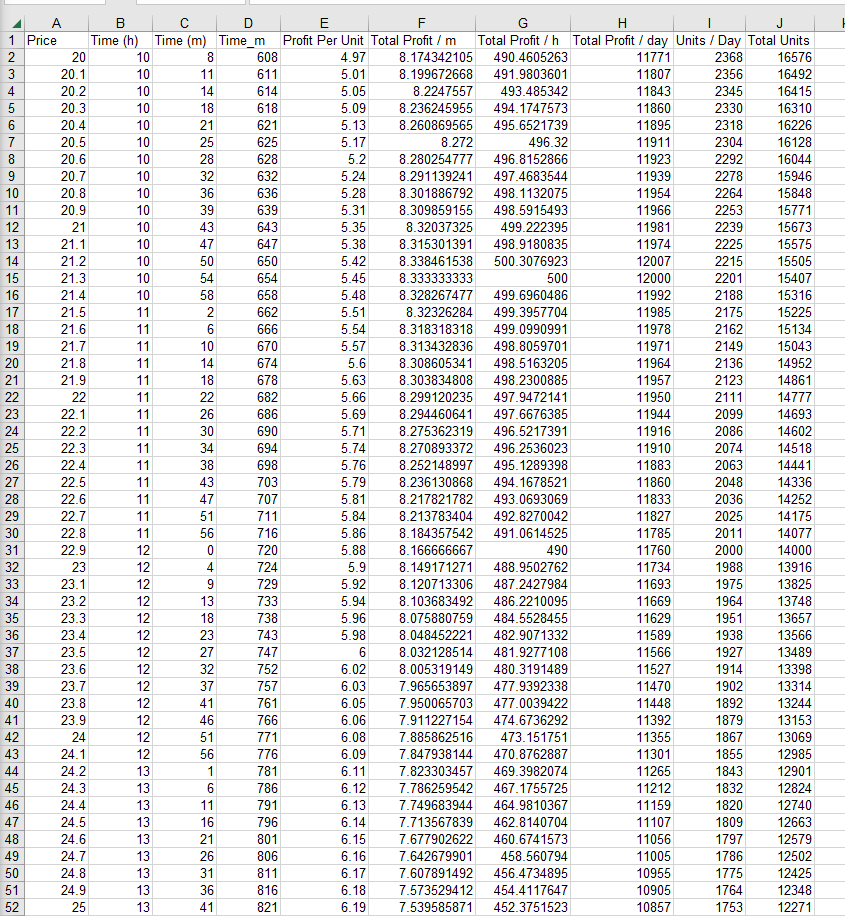 A B C D E F G H I J
1 Price Time (h) Time (m) Time_m Profit Per Unit Total Profit / m Total Profit / h Total Profit / day Units / Day Total Units
2 20 10 8 608 4.97 8.174342105 490.4605263 11771 2368 16576
3 20.1 10 11 611 5.01 8.199672668 491.9803601 11807 2356 16492
4 20.2 10 14 614 5.05 8.2247557 493.485342 11843 2345 16415
5 20.3 10 18 618 5.09 8.236245955 494.1747573 11860 2330 16310
6 20.4 10 21 621 5.13 8.260869565 495.6521739 11895 2318 16226
7 20.5 10 25 625 5.17 8.272 496.32 11911 2304 16128
8 20.6 10 28 628 5.2 8.280254777 496.8152866 11923 2292 16044
9 20.7 10 32 632 5.24 8.291139241 497.4683544 11939 2278 15946
10 20.8 10 36 636 5.28 8.301886792 498.1132075 11954 2264 15848
11 20.9 10 39 639 5.31 8.309859155 498.5915493 11966 2253 15771
12 21 10 43 643 5.35 8.32037325 499.222395 11981 2239 15673
13 21.1 10 47 647 5.38 8.315301391 498.9180835 11974 2225 15575
14 21.2 10 50 650 5.42 8.338461538 500.3076923 12007 2215 15505
15 21.3 10 54 654 5.45 8.333333333 500 12000 2201 15407
16 21.4 10 58 658 5.48 8.328267477 499.6960486 11992 2188 15316
17 21.5 11 2 662 5.51 8.32326284 499.3957704 11985 2175 15225
18 21.6 11 6 666 5.54 8.318318318 499.0990991 11978 2162 15134
19 21.7 11 10 670 5.57 8.313432836 498.8059701 11971 2149 15043
20 21.8 11 14 674 5.6 8.308605341 498.5163205 11964 2136 14952
21 21.9 11 18 678 5.63 8.303834808 498.2300885 11957 2123 14861
22 22 11 22 682 5.66 8.299120235 497.9472141 11950 2111 14777
23 22.1 11 26 686 5.69 8.294460641 497.6676385 11944 2099 14693
24 22.2 11 30 690 5.71 8.275362319 496.5217391 11916 2086 14602
25 22.3 11 34 694 5.74 8.270893372 496.2536023 11910 2074 14518
26 22.4 11 38 698 5.76 8.252148997 495.1289398 11883 2063 14441
27 22.5 11 43 703 5.79 8.236130868 494.1678521 11860 2048 14336
28 22.6 11 47 707 5.81 8.217821782 493.0693069 11833 2036 14252
29 22.7 11 51 711 5.84 8.213783404 492.8270042 11827 2025 14175
30 22.8 11 56 716 5.86 8.184357542 491.0614525 11785 2011 14077
31 22.9 12 0 720 5.88 8.166666667 490 11760 2000 14000
32 23 12 4 724 5.9 8.149171271 488.9502762 11734 1988 13916
33 23.1 12 9 729 5.92 8.120713306 487.2427984 11693 1975 13825
34 23.2 12 13 733 5.94 8.103683492 486.2210095 11669 1964 13748
35 23.3 12 18 738 5.96 8.075880759 484.5528455 11629 1951 13657
36 23.4 12 23 743 5.98 8.048452221 482.9071332 11589 1938 13566
37 23.5 12 27 747 6 8.032128514 481.9277108 11566 1927 13489
38 23.6 12 32 752 6.02 8.005319149 480.3191489 11527 1914 13398
39 23.7 12 37 757 6.03 7.965653897 477.9392338 11470 1902 13314
40 23.8 12 41 761 6.05 7.950065703 477.0039422 11448 1892 13244
41 23.9 12 46 766 6.06 7.911227154 474.6736292 11392 1879 13153
42 24 12 51 771 6.08 7.885862516 473.151751 11355 1867 13069
43 24.1 12 56 776 6.09 7.847938144 470.8762887 11301 1855 12985
44 24.2 13 1 781 6.11 7.823303457 469.3982074 11265 1843 12901
45 24.3 13 6 786 6.12 7.786259542 467.1755725 11212 1832 12824
46 24.4 13 11 791 6.13 7.749683944 464.9810367 11159 1820 12740
47 24.5 13 16 796 6.14 7.713567839 462.8140704 11107 1809 12663
48 24.6 13 21 801 6.15 7.677902622 460.6741573 11056 1797 12579
49 24.7 13 26 806 6.16 7.642679901 458.560794 11005 1786 12502
50 24.8 13 31 811 6.17 7.607891492 456.4734895 10955 1775 12425
51 24.9 13 36 816 6.18 7.573529412 454.4117647 10905 1764 12348
52 25 13 41 821 6.19 7.539585871 452.3751523 10857 1753 12271